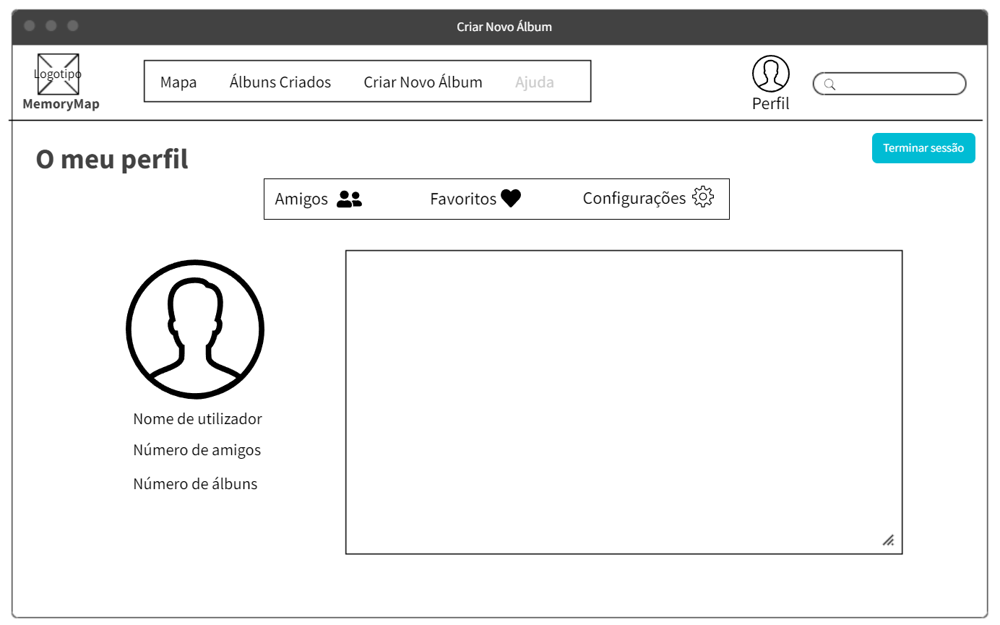 Criar Novo Álbum
Logotipo
MemoryMap
Mapa Álbuns Criados Criar Novo Álbum Ajuda
Perfil
Terminar sessão
O meu perfil
Amigos Favoritos Configurações
Nome de utilizador
Número de amigos
Número de álbuns